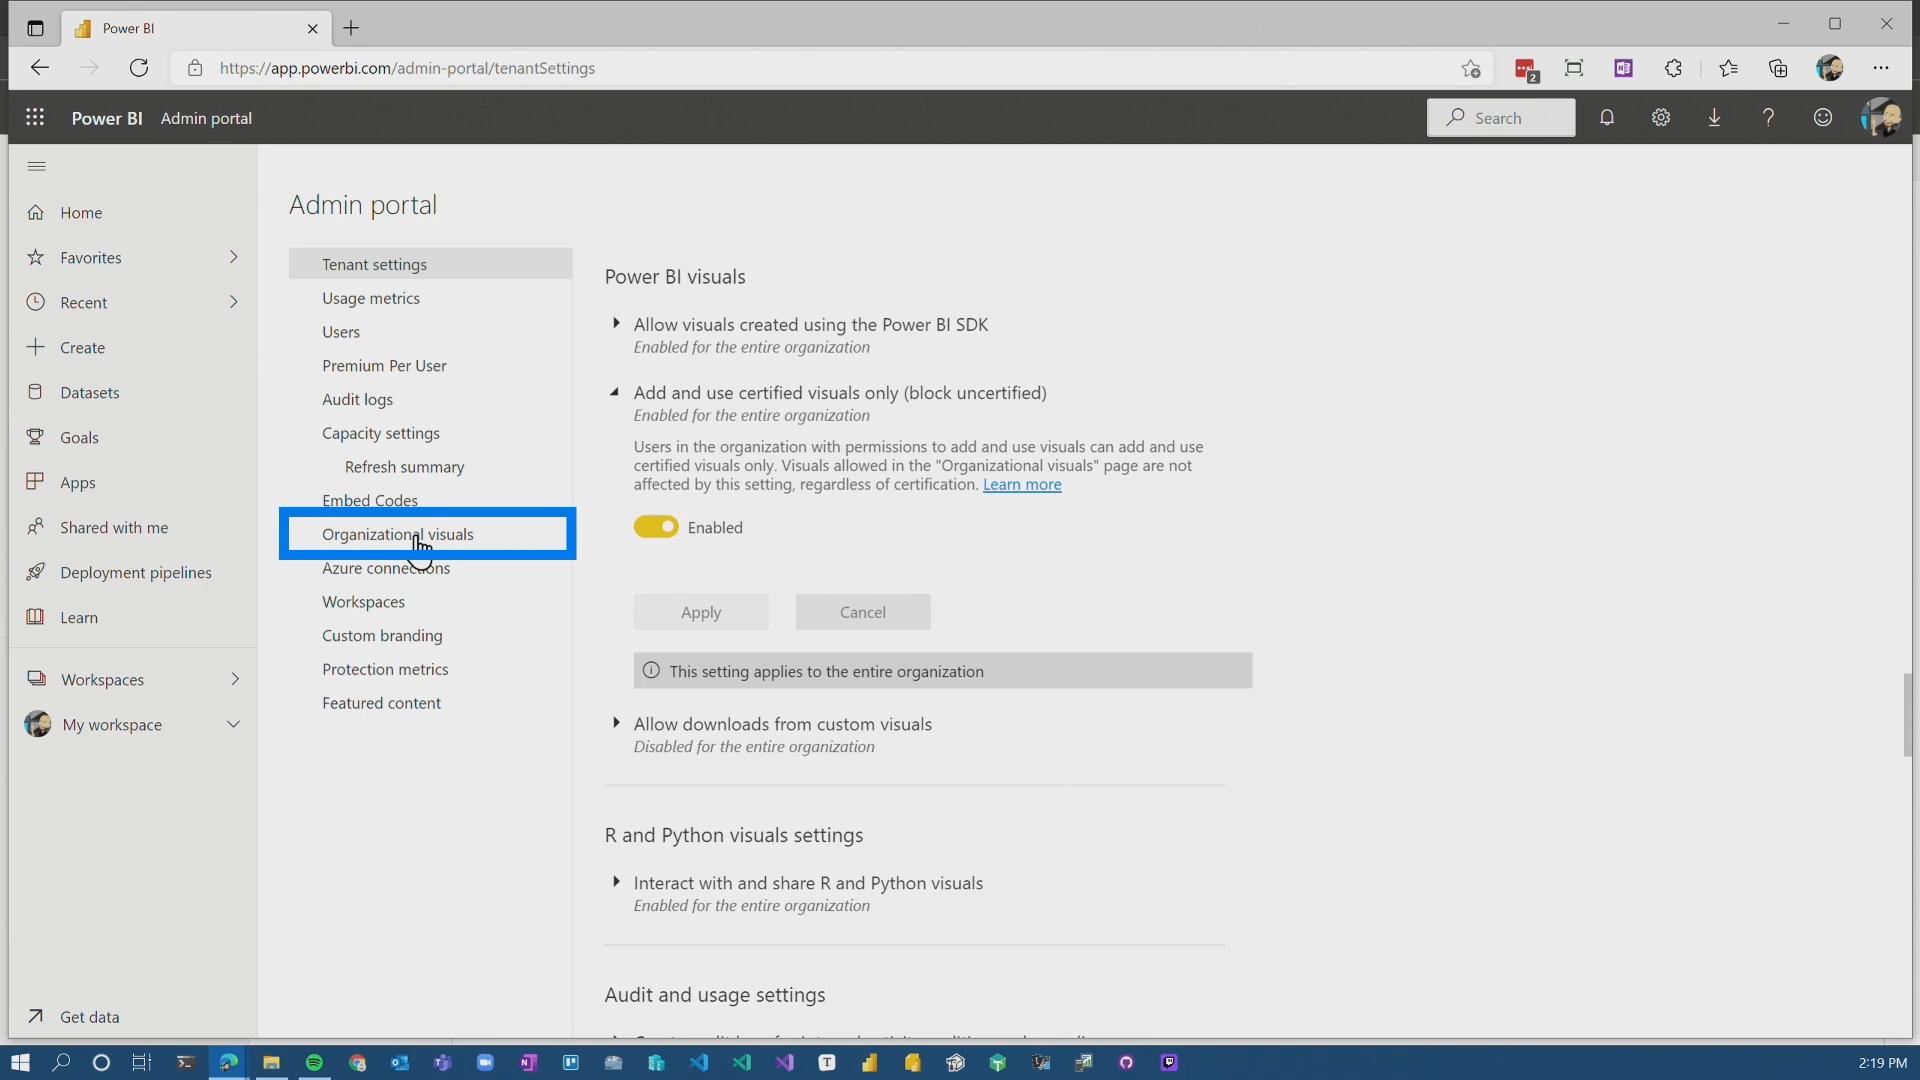 Power BI
https://app.powerbi.com/admin-portal/tenantSettings
2
Power BI Admin portal
Search
Home
Favorites
Recent
Create
Datasets
Goals
Apps
Shared with me
Deployment pipelines
Learn
Workspaces
My workspace
Get data
Admin portal
Tenant settings
Usage metrics
Users
Premium Per User
Audit logs
Capacity settings
Refresh summary
Embed Codes
Organizational visuals
Azure connections
Workspaces
Custom branding
Protection metrics
Featured content
Power BI visuals
Allow visuals created using the Power BI SDK
Enabled for the entire organization
Add and use certified visuals only (block uncertified)
Enabled for the entire organization
Users in the organization with permissions to add and use visuals can add and use
certified visuals only. Visuals allowed in the "Organizational visuals" page are not
affected by this setting, regardless of certification. Learn more
Enabled
Apply Cancel
This setting applies to the entire organization
Allow downloads from custom visuals
Disabled for the entire organization
R and Python visuals settings
Interact with and share R and Python visuals
Enabled for the entire organization
Audit and usage settings
2:19 PM